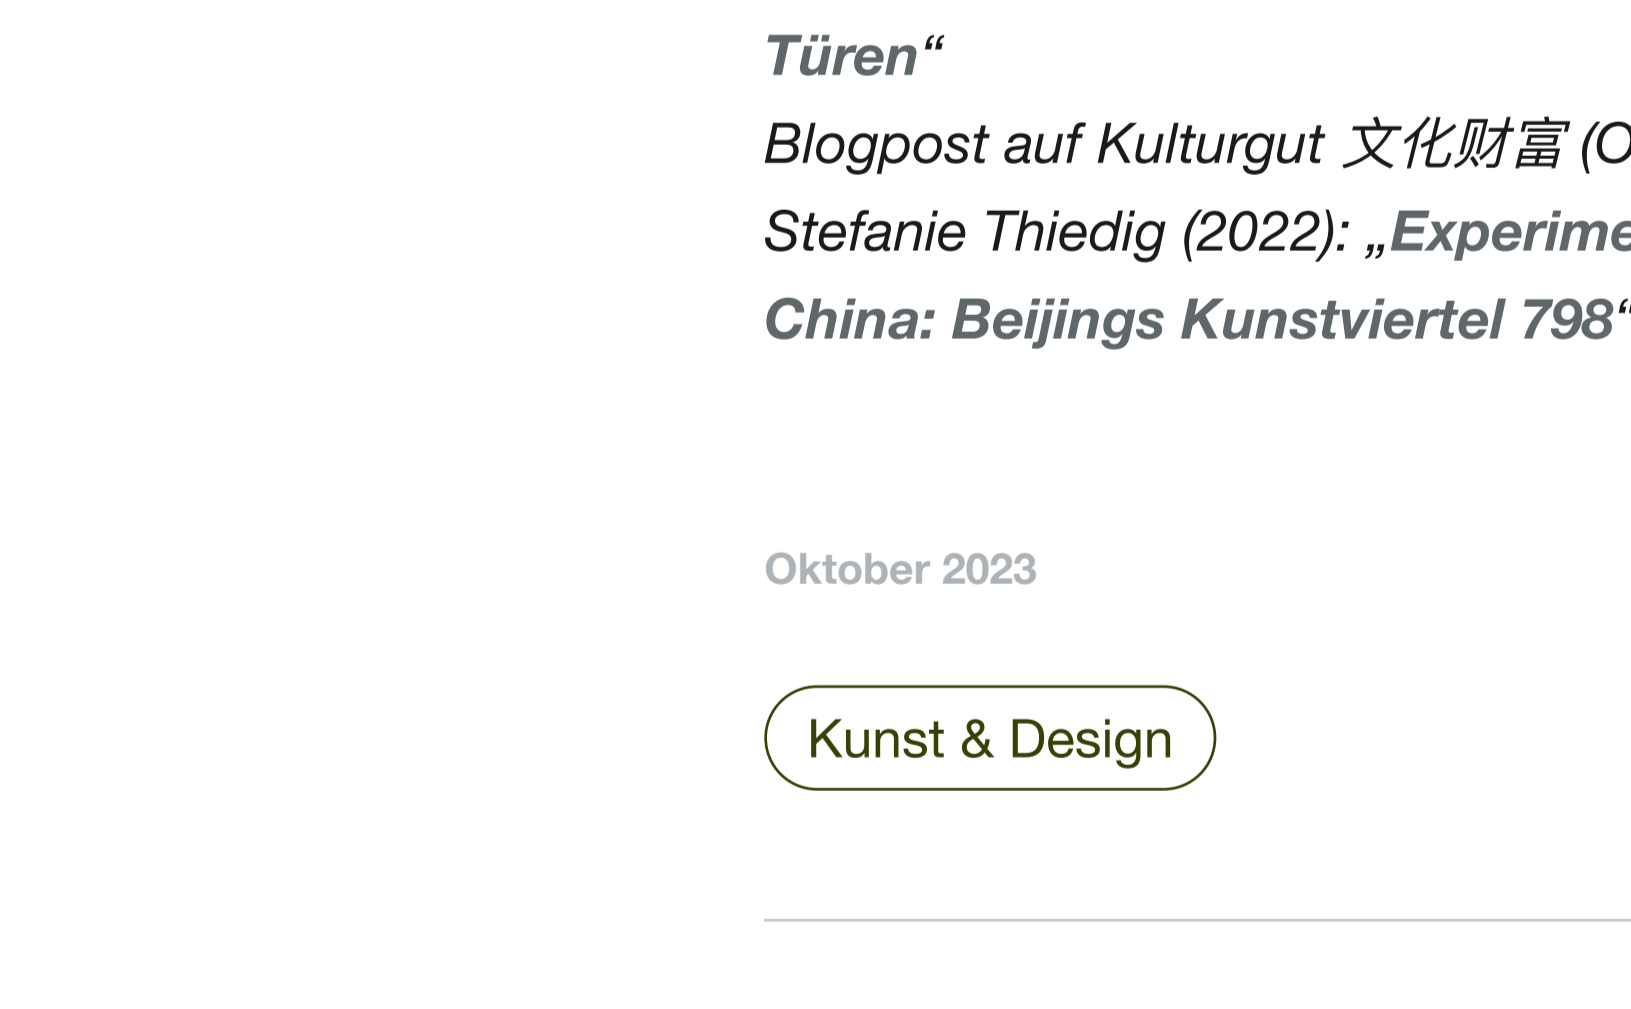 Türen“
Blogpost auf Kulturgut 文化财富 (O
Stefanie Thiedig (2022): „Experime
China: Beijings Kunstviertel 798“
Oktober 2023
Kunst & Design